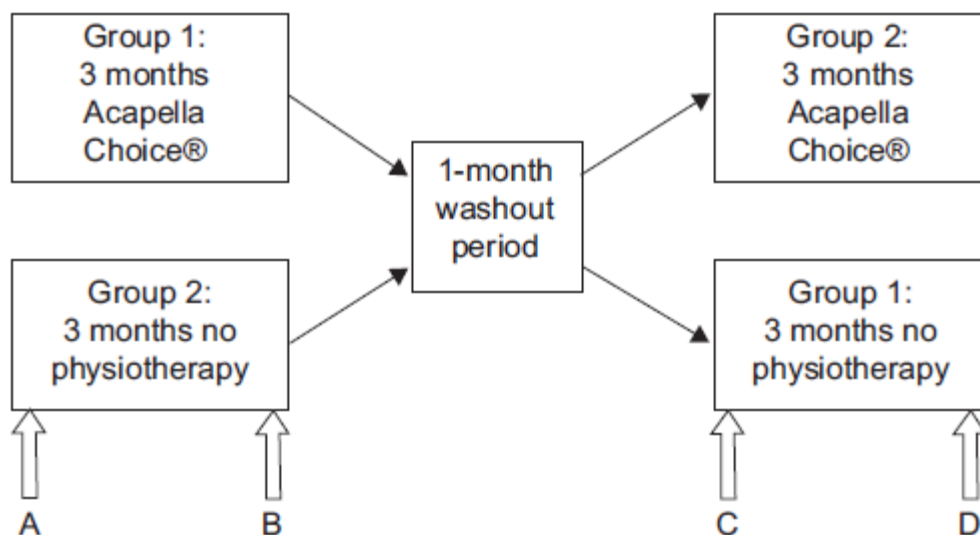 Group 1:
3 months
Acapella
Choice®
Group 2:
3 months no
physiotherapy
1-month
washout
period
Group 2:
3 months
Acapella
Choice®
Group 1:
3 months no
physiotherapy
A
B
C
D